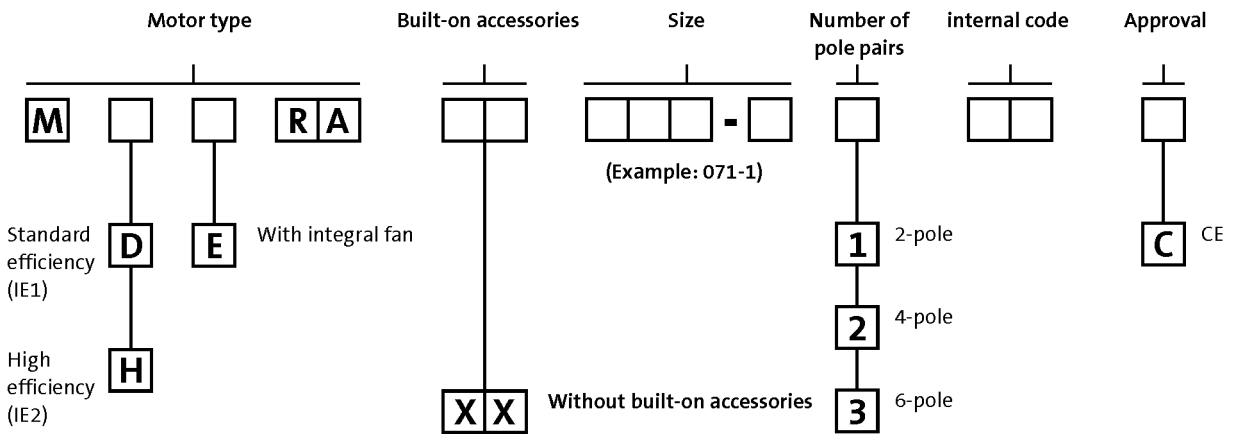 Motor type
Built-on accessories
Size
Number of
pole pairs
internal code
Approval
M
R A
-
(Example: 071-1)
Standard
efficiency
(IE1)
D
E
With integral fan
1
2-pole
C
CE
2
4-pole
High
efficiency
(IE2)
H
X X
Without built-on accessories
3
6-pole